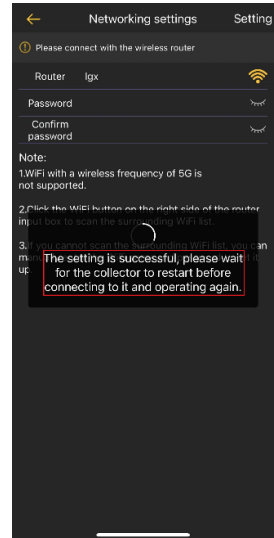 Networking settings Setting
Please connect with the wireless router
Router lgx
Password
Confirm
password
Note:
1.WiFi with a wireless frequency of 5G is
not supported.
2.Click the WiFi button on the right side of the router
input box to scan the surrounding WiFi list.
3.If you cannot scan the surrounding WiFi list, you can
up
The setting is successful, please wait
for the collector to restart before
connecting to it and operating again.